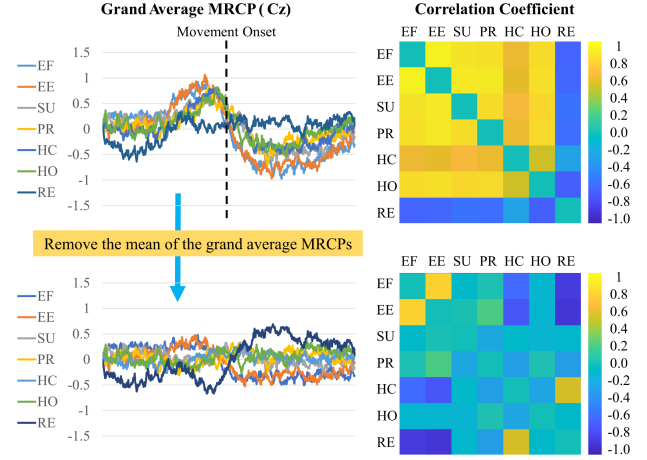 Grand Average MRCP ( Cz)
Movement Onset
1.5
1
0.5
0
-0.5
-1
-1.5
EF
EE
SU
PR
HC
HO
RE
Correlation Coefficient
EF EE SU PR HC HO RE
EF
EE
SU
PR
HC
HO
RE
1
0.8
0.6
0.4
0.2
0.0
-0.2
-0.4
-0.6
-0.8
-1.0
Remove the mean of the grand average MRCPs
1.5
1
0.5
0
-0.5
-1
-1.5
EF
EE
SU
PR
HC
HO
RE
EF EE SU PR HC HO RE
EF
EE
SU
PR
HC
HO
RE
1
0.8
0.6
0.4
0.2
0.0
-0.2
-0.4
-0.6
-0.8
-1.0